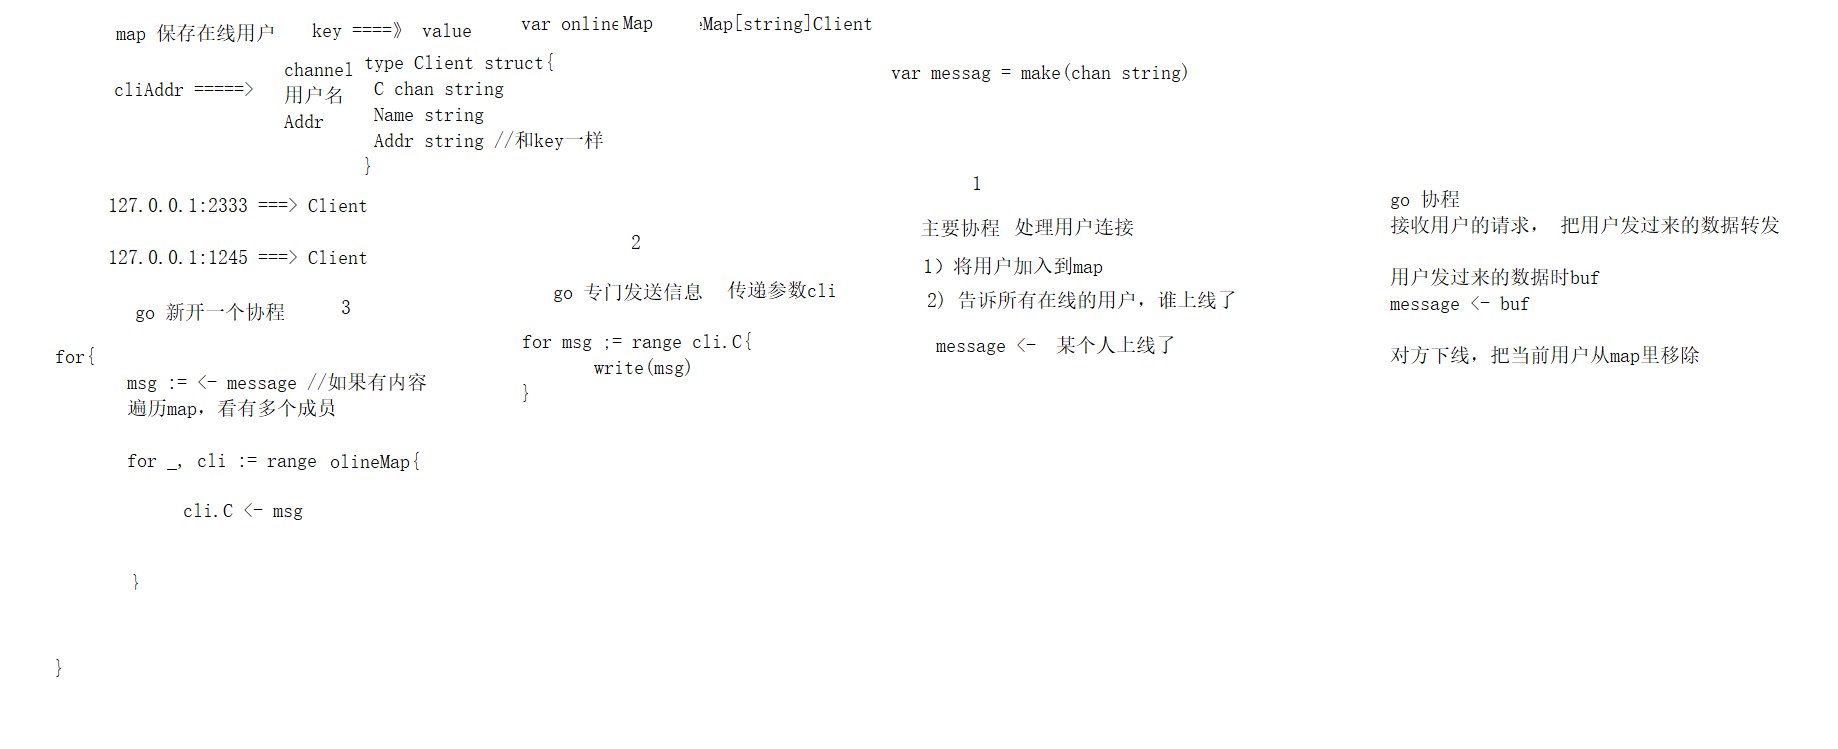 map 保存在线用户    key ====》 value
cliAddr =====>
channel
用户名
Addr
var onlineMap    Map[string]Client
type Client struct{
C chan string
Name string
Addr string //和key一样
}
127.0.0.1:2333 ===> Client
127.0.0.1:1245 ===> Client
go 新开一个协程    3
for{
msg := <- message //如果有内容
遍历map，看有多个成员
for _, cli := range olineMap{
cli.C <- msg
}
}
2
go 专门发送信息    传递参数cli
for msg ;= range cli.C{
write(msg)
}
var messag = make(chan string)
1
主要协程 处理用户连接
1）将用户加入到map
2）告诉所有在线的用户，谁上线了
message <- 某个人上线了
go 协程
接收用户的请求， 把用户发过来的数据转发
用户发过来的数据时buf
message <- buf
对方下线，把当前用户从map里移除